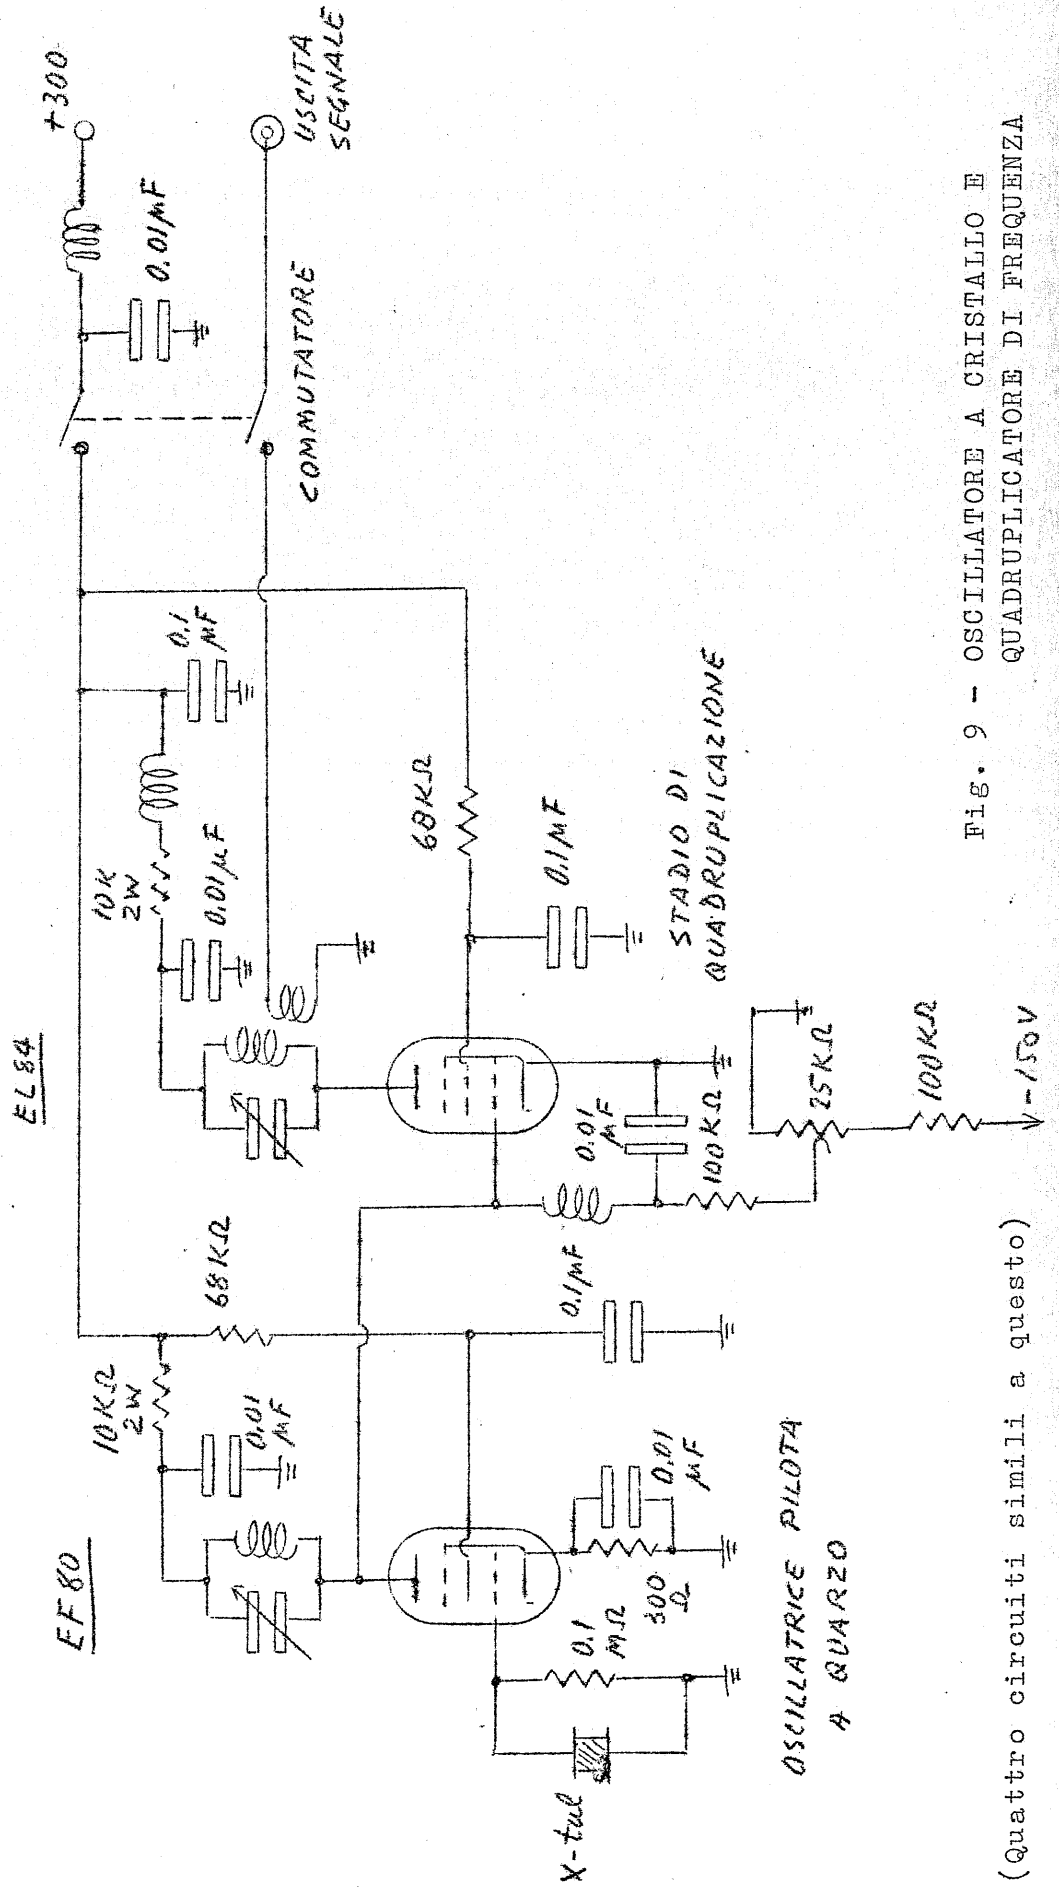 EF80
EL84
+300
10KΩ
2W
0.01
µF
68KΩ
10K
2W
0.01µF
0.1
µF
0.01µF
USCITA
SEGNALE
COMMUTATORE
68KΩ
0.1µF
STADIO DI
QUADRUPLICAZIONE
0.01
µF
100KΩ
25KΩ
100KΩ
-150V
0.1µF
X-tal
0.1
MΩ
300
Ω
0.01
µF
OSCILLATRICE PILOTA
A QUARZO
Fig. 9 - OSCILLATORE A CRISTALLO E
QUADRUPLICATORE DI FREQUENZA
(Quattro circuiti simili a questo)